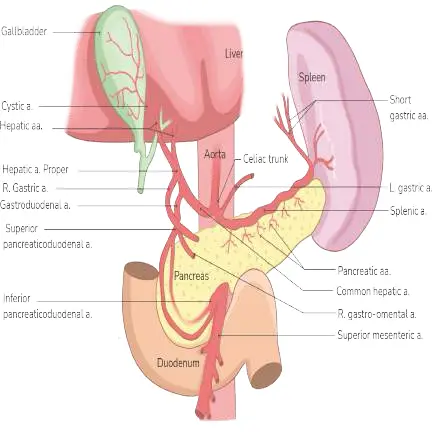 Gallbladder
Liver
Spleen
Cystic a.
Hepatic aa.
Short
gastric aa.
Aorta
Celiac trunk
Hepatic a. Proper
R. Gastric a.
Gastroduodenal a.
L. gastric a.
Splenic a.
Superior
pancreaticoduodenal a.
Pancreas
Pancreatic aa.
Common hepatic a.
Inferior
pancreaticoduodenal a.
R. gastro-omental a.
Superior mesenteric a.
Duodenum